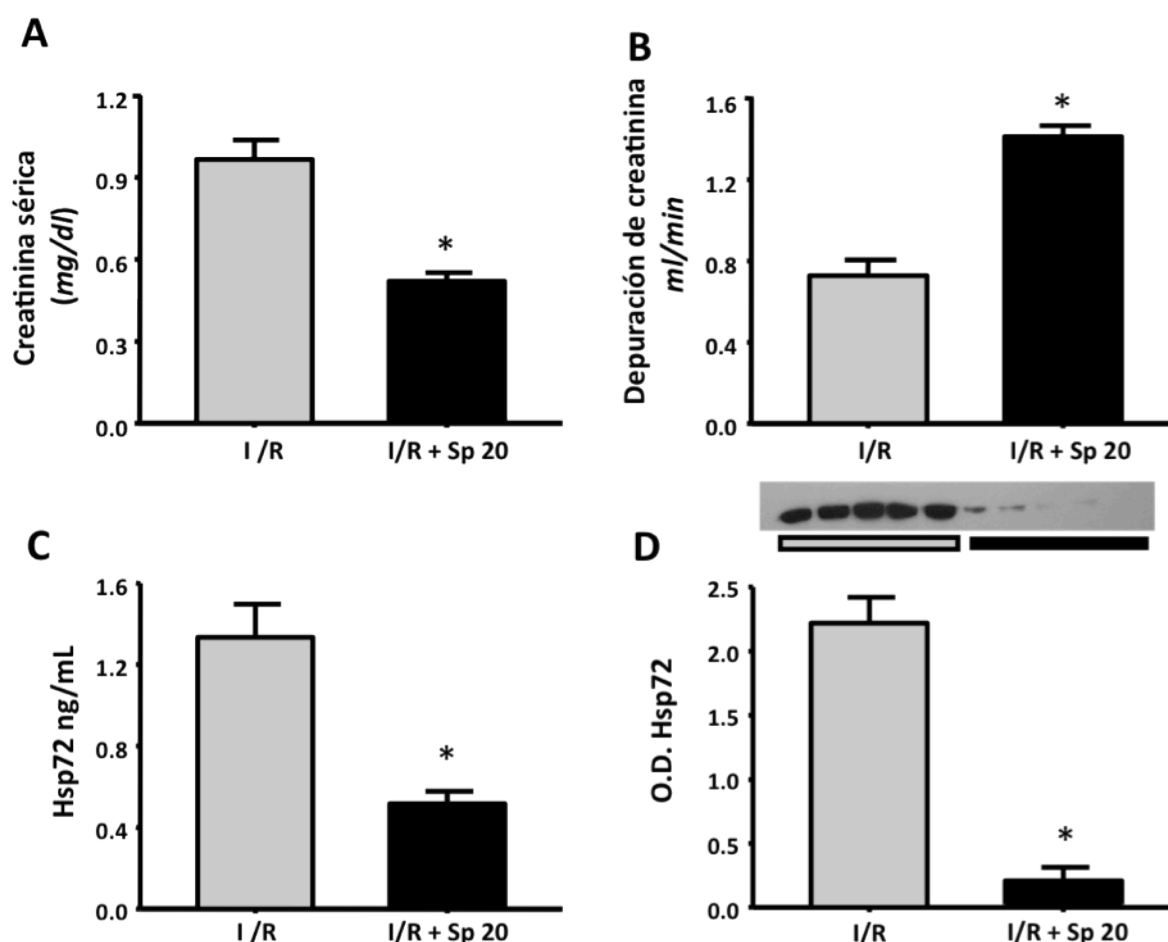 A
Creatinina sérica
(mg/dl)
1.2
0.9
0.6
0.3
0.0
*
I /R
I/R + Sp 20
B
Depuración de creatinina
ml/min
1.6
1.2
0.8
0.4
0.0
*
I/R
I/R + Sp 20
C
Hsp72 ng/mL
1.6
1.2
0.8
0.4
0.0
*
I /R
I/R + Sp 20
D
O.D. Hsp72
2.5
2.0
1.5
1.0
0.5
0.0
*
I/R
I/R + Sp 20